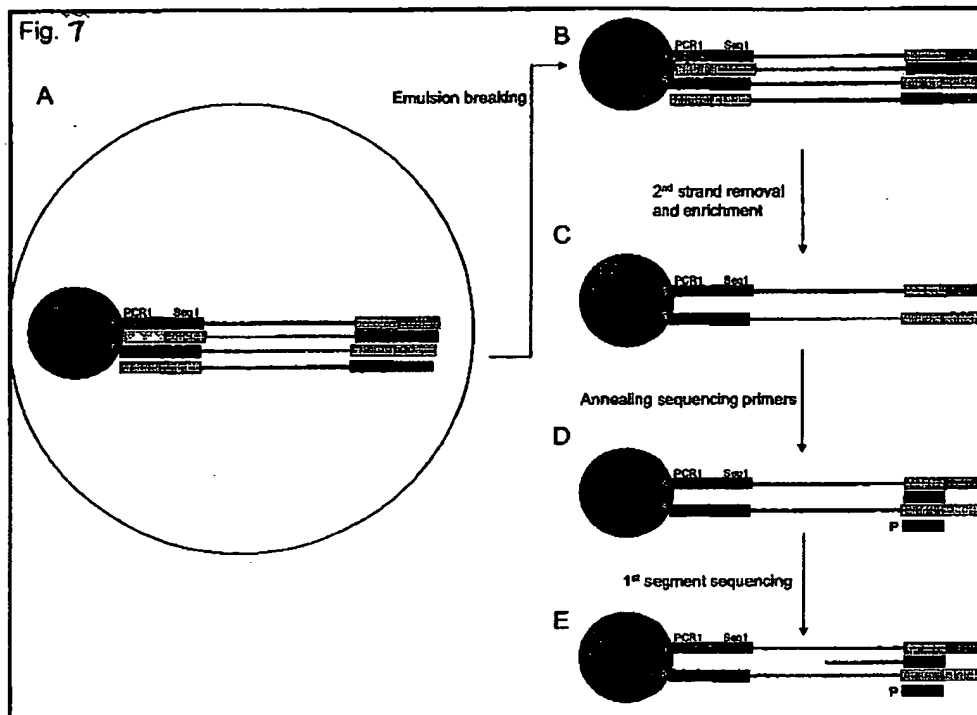 Fig. 7
A
PCR1 Seq1
Emulsion breaking
B
PCR1 Seq1
2nd strand removal
and enrichment
C
PCR1 Seq1
Annealing sequencing primers
D
PCR1 Seq1
P
1st segment sequencing
E
PCR1 Seq1
P